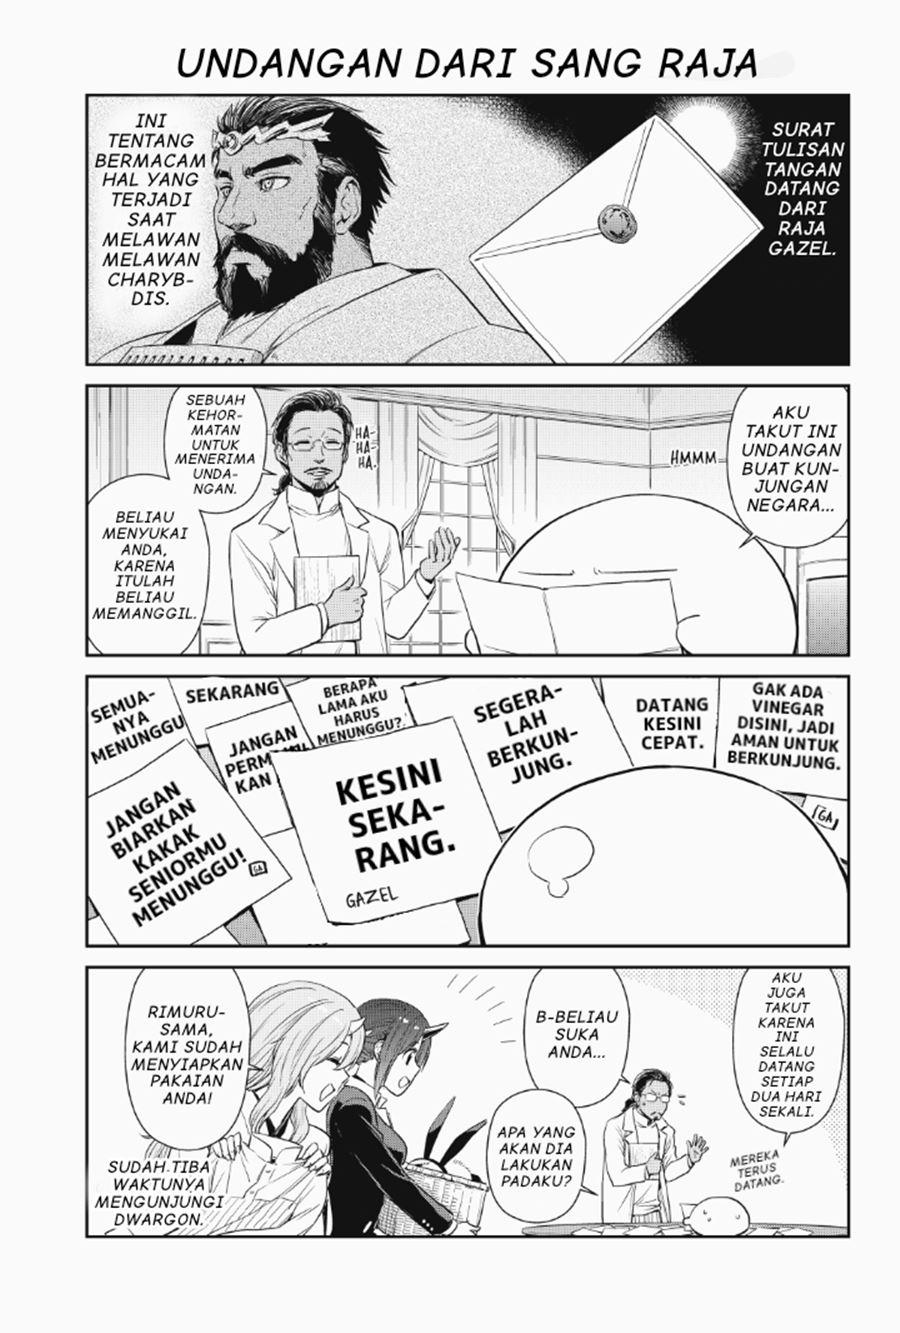 UNDANGAN DARI SANG RAJA
SURAT
TULISAN
TANGAN
DATANG
DARI
RAJA
GAZEL.
INI
TENTANG
BERMACAM
HAL YANG
TERJADI
SAAT
MELAWAN
MELAWAN
CHARYB-
DIS.
AKU
TAKUT INI
UNDANGAN
BUAT KUN-
JUNGAN
NEGARA...
HMMM
HA-
HA-
HA.
SEBUAH
KEHOR-
MATAN
UNTUK
MENERIMA
UNDA-
NGAN.
BELIAU
MENYUKAI
ANDA,
KARENA
ITULAH
BELIAU
MEMANGGIL.
GAK ADA
VINEGAR
DISINI, JADI
AMAN UNTUK
BERKUNJUNG.
GA
DATANG
KESINI
CEPAT.
SEGERA-
LAH
BERKUN-
JUNG.
BERAPA
LAMA AKU
HARUS
MENUNGGU?
SEKARANG
SEMUA-
NYA
MENUNGGU
JANGAN
KAN
KESINI
SEKA-
RANG.
GAZEL
JANGAN
BIARKAN
KAKAK
SENIORMU
MENUNGGU!
GA
AKU
JUGA
TAKUT
KARENA
INI
SELALU
DATANG
SETIAP
DUA HARI
SEKALI.
MEREKA
TERUS
DATANG.
B-BELIAU
SUKA
ANDA...
APA YANG
AKAN DIA
LAKUKAN
PADAKU?
RIMURU-
SAMA,
KAMI SUDAH
MENYIAPKAN
PAKAIAN
ANDA!
SUDAH TIBA
WAKTUNYA
MENGUNJUNGI
DWARGON.